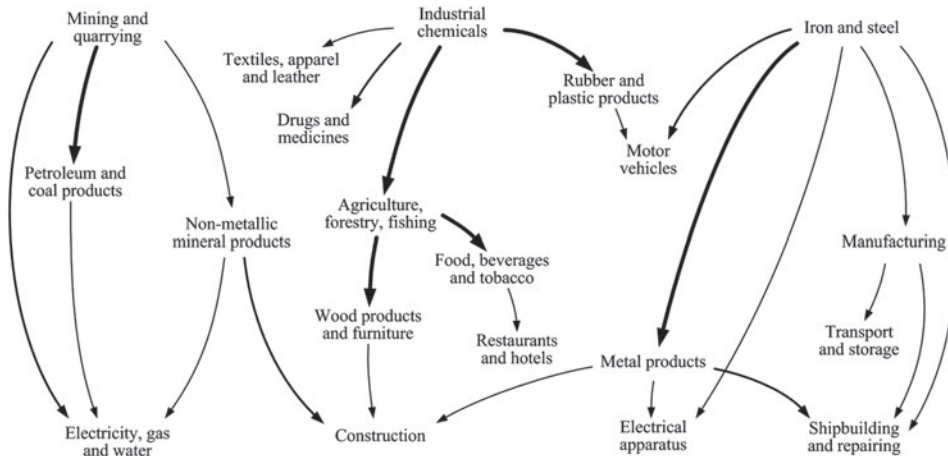 Mining and
quarrying
Industrial
chemicals
Iron and steel
Textiles, apparel
and leather
Rubber and
plastic products
Drugs and
medicines
Motor
vehicles
Petroleum and
coal products
Agriculture,
forestry, fishing
Non-metallic
mineral products
Manufacturing
Food, beverages
and tobacco
Wood products
and furniture
Transport
and storage
Restaurants
and hotels
Metal products
Electricity, gas
and water
Construction
Electrical
apparatus
Shipbuilding
and repairing